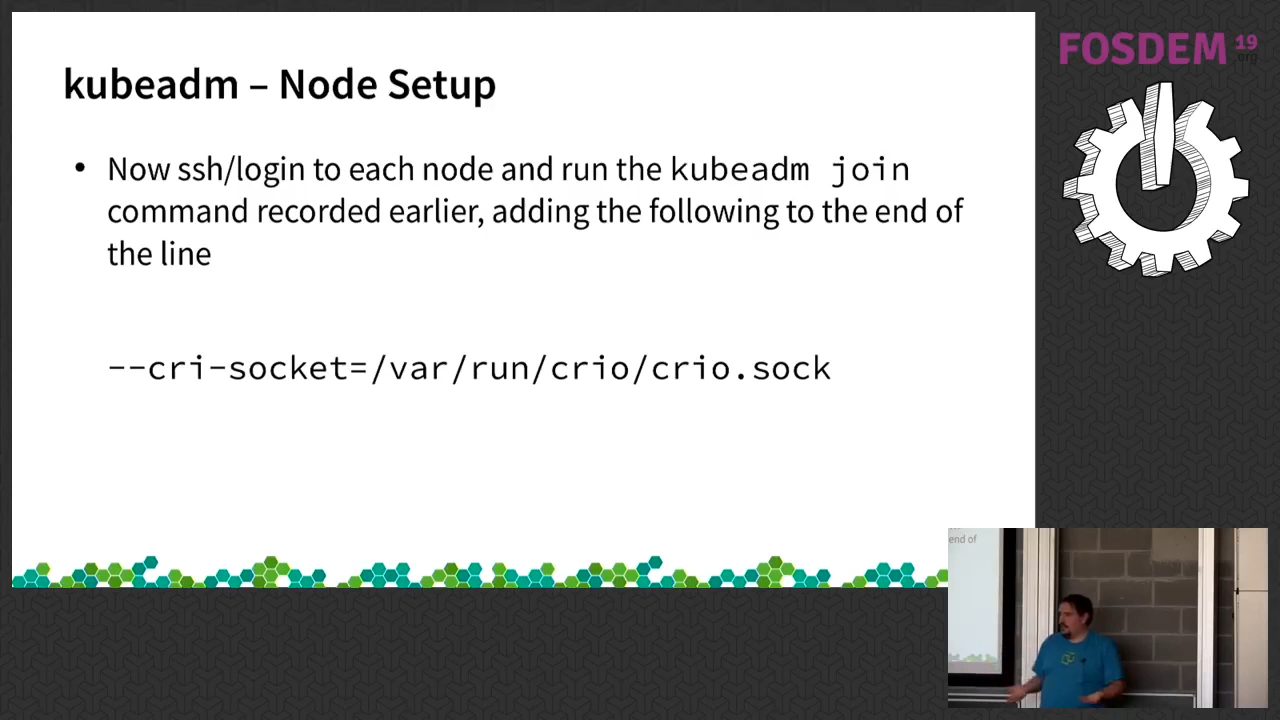 kubeadm – Node Setup
• Now ssh/login to each node and run the kubeadm join
command recorded earlier, adding the following to the end of
the line
--cri-socket=/var/run/crio/crio.sock
FOSDEM 19
.org
end of